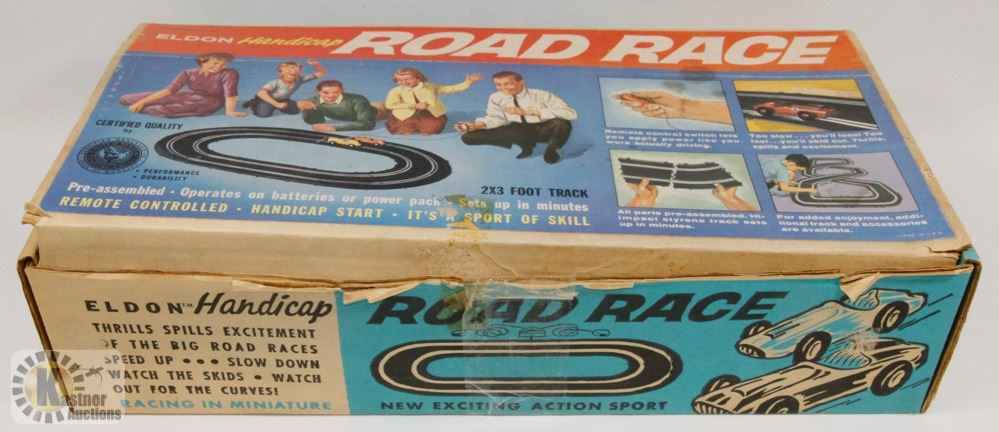 ELDON Handicap ROAD RACE
CERTIFIED QUALITY
by
• PERFORMANCE
• DURABILITY
2X3 FOOT TRACK
Pre-assembled • Operates on batteries or power pack • Sets up in minutes
REMOTE CONTROLLED • HANDICAP START • IT'S A SPORT OF SKILL
Remote control switch lets
you apply power like you
were actually driving.
Too slow... you'll lose! Too
fast...you'll skid out. Thrills,
spills and excitement.
All parts pre-assembled. Hi-
impact styrene track sets
up in minutes.
For added enjoyment, addi-
tional track and accessories
are available.
ELDON™ Handicap ROAD RACE
THRILLS SPILLS EXCITEMENT
OF THE BIG ROAD RACES
SPEED UP ••• SLOW DOWN
WATCH THE SKIDS • WATCH
OUT FOR THE CURVES!
RACING IN MINIATURE
NEW EXCITING ACTION SPORT
Kastner
Auctions